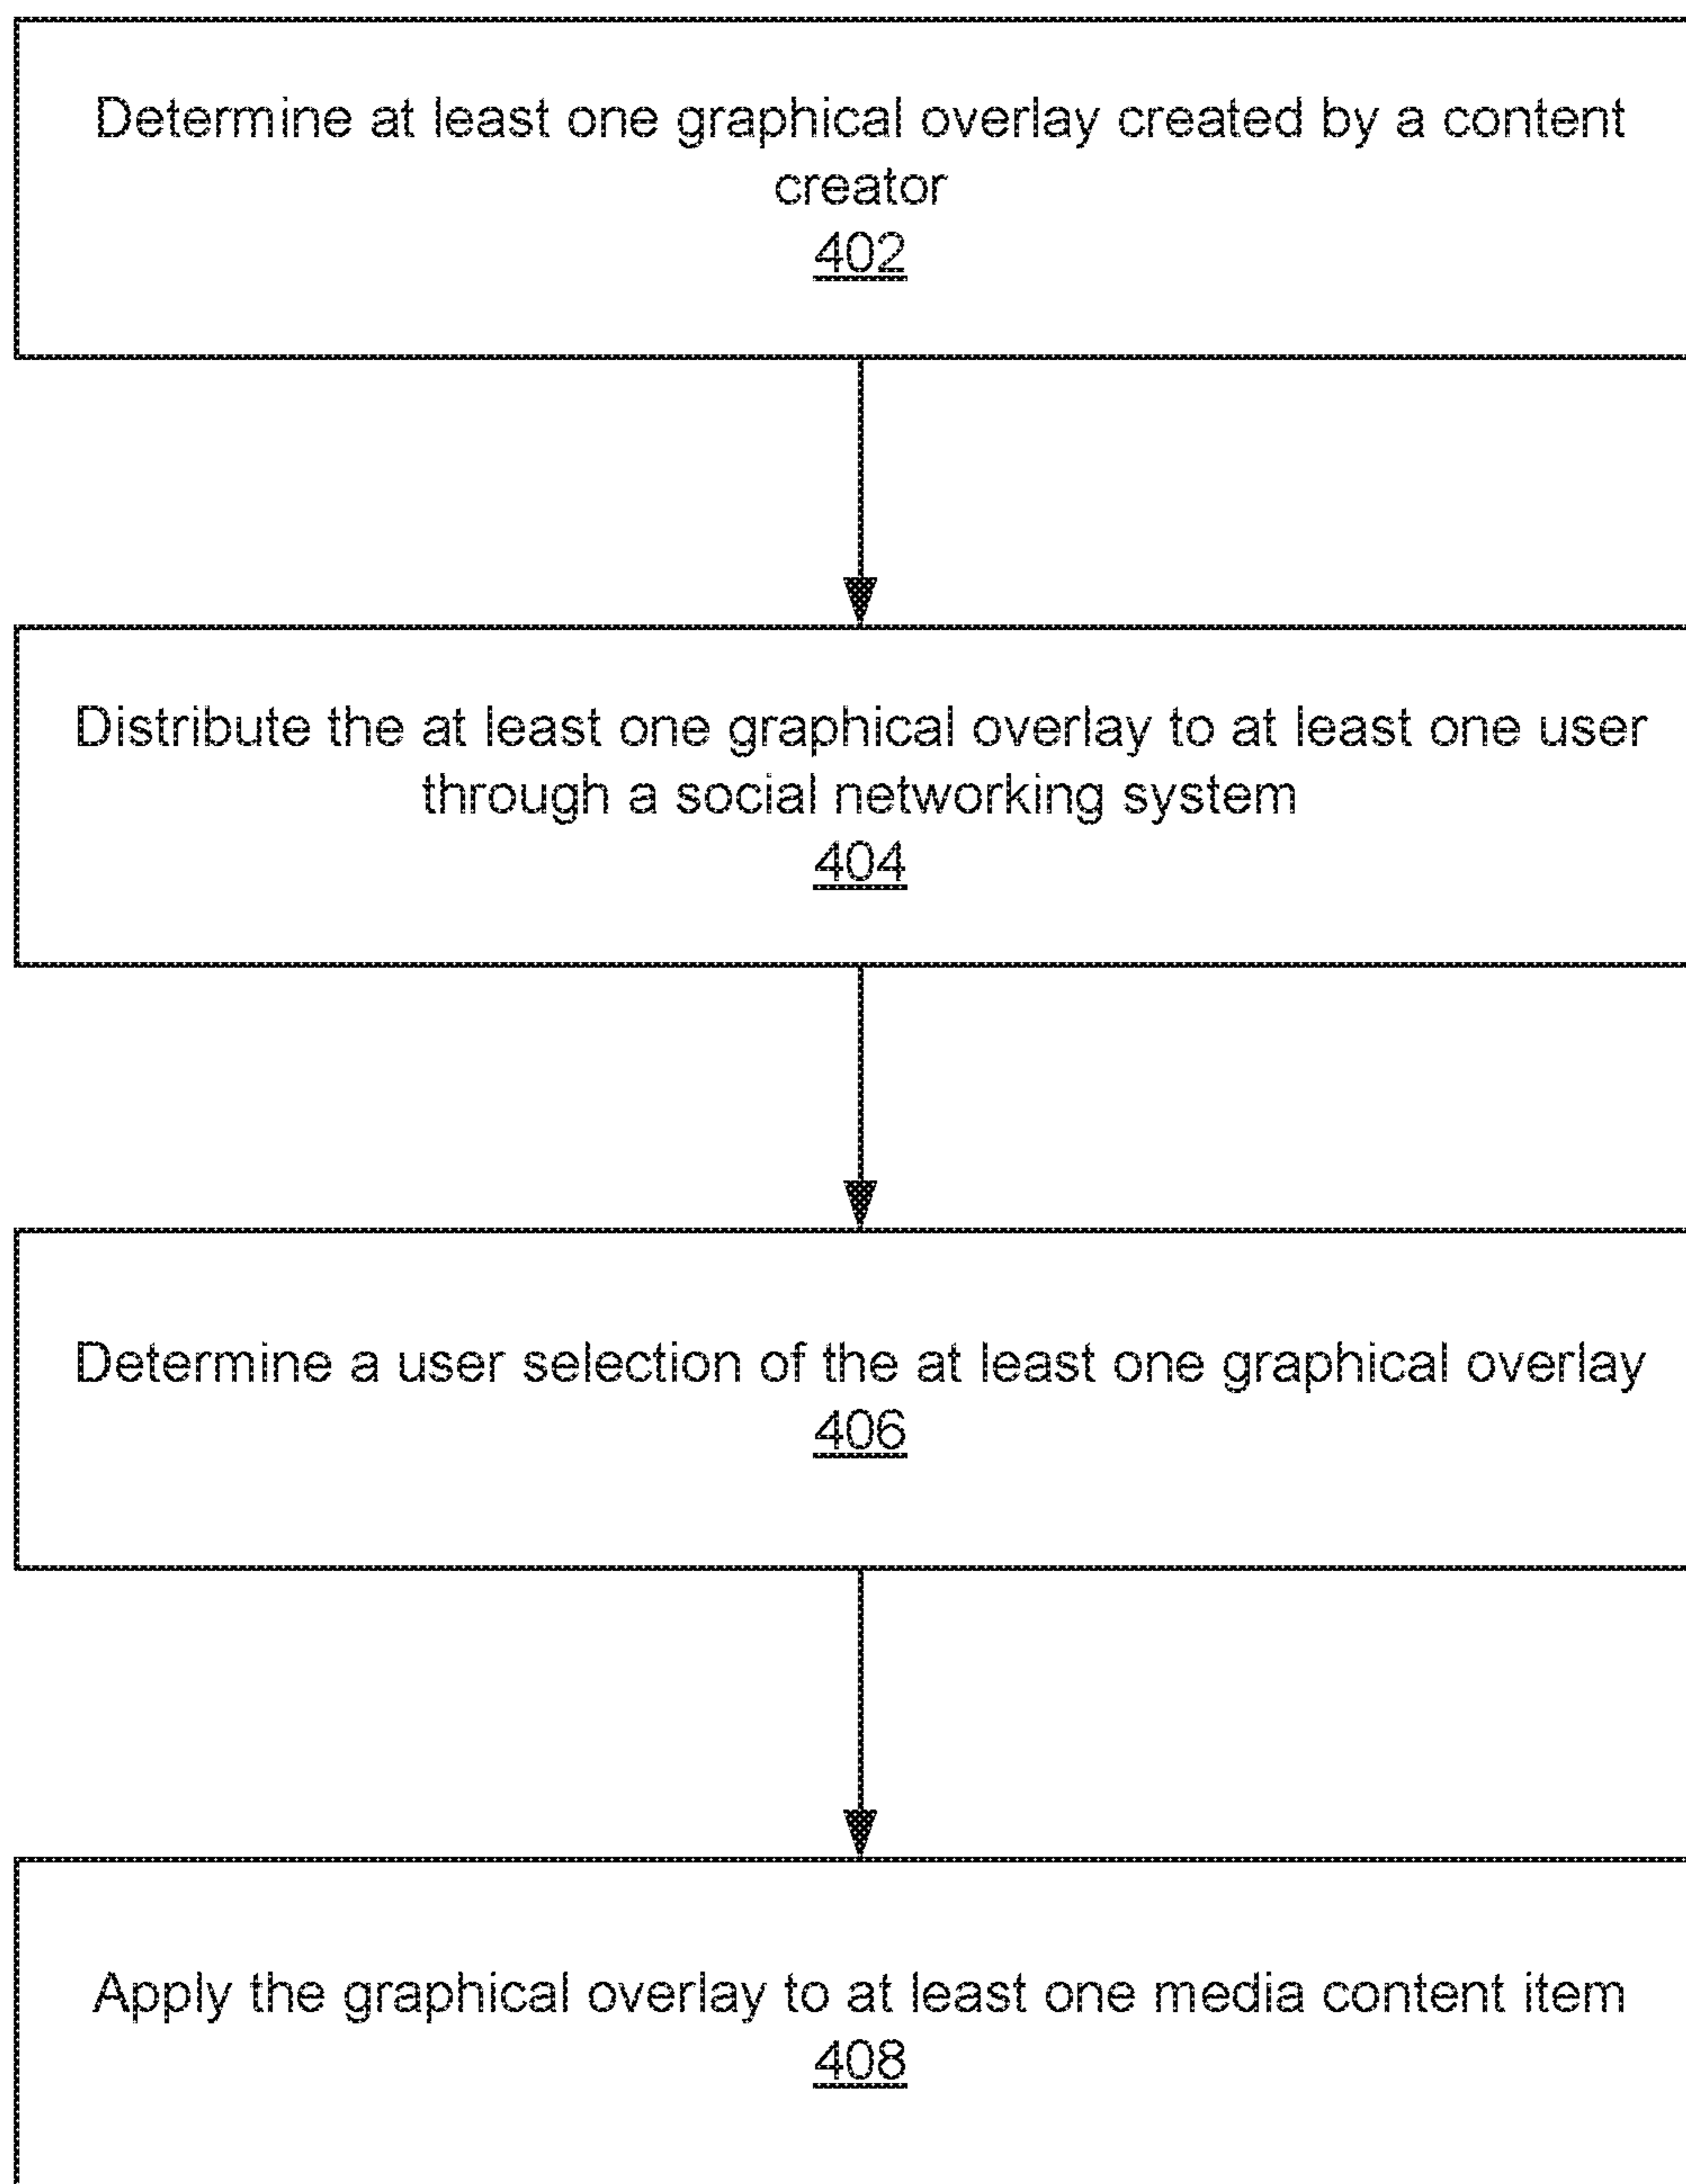 Determine at least one graphical overlay created by a content
creator
402
Distribute the at least one graphical overlay to at least one user
through a social networking system
404
Determine a user selection of the at least one graphical overlay
406
Apply the graphical overlay to at least one media content item
408